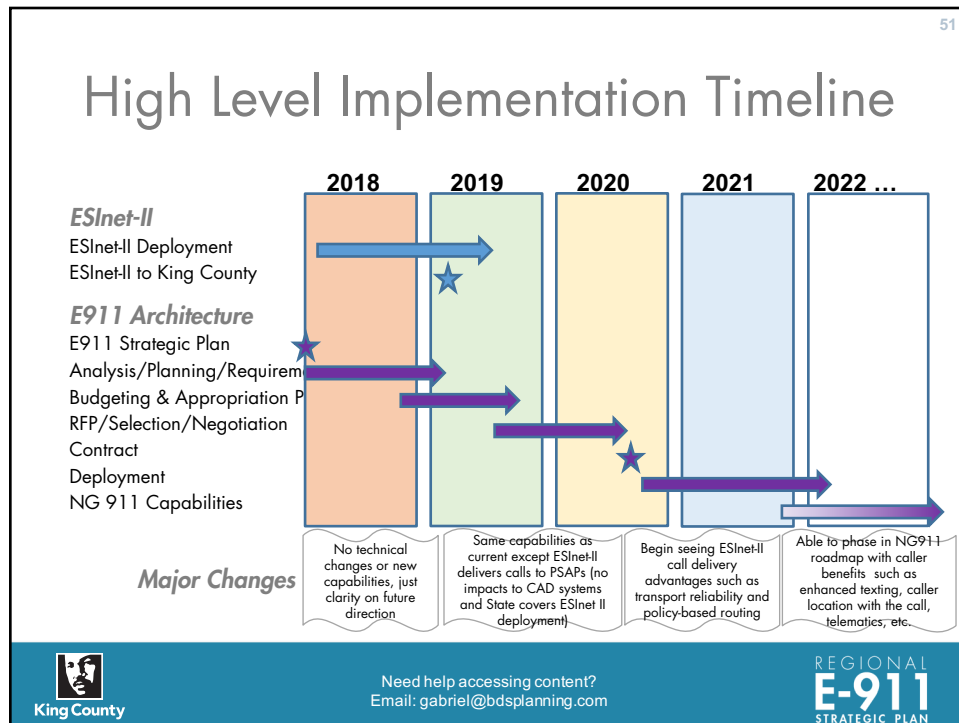 51
High Level Implementation Timeline
2018 2019 2020 2021 2022 …
ESInet-II
ESInet-II Deployment
ESInet-II to King County
E911 Architecture
E911 Strategic Plan
Analysis/Planning/Requirem
Budgeting & Appropriation P
RFP/Selection/Negotiation
Contract
Deployment
NG 911 Capabilities
Major Changes
No technical
changes or new
capabilities, just
clarity on future
direction
Same capabilities as
current except ESInet-II
delivers calls to PSAPs (no
impacts to CAD systems
and State covers ESInet II
deployment)
Begin seeing ESInet-II
call delivery
advantages such as
transport reliability and
policy-based routing
Able to phase in NG911
roadmap with caller
benefits such as
enhanced texting, caller
location with the call,
telematics, etc.
King County
Need help accessing content?
Email: gabriel@bdsplanning.com
REGIONAL
E-911
STRATEGIC PLAN